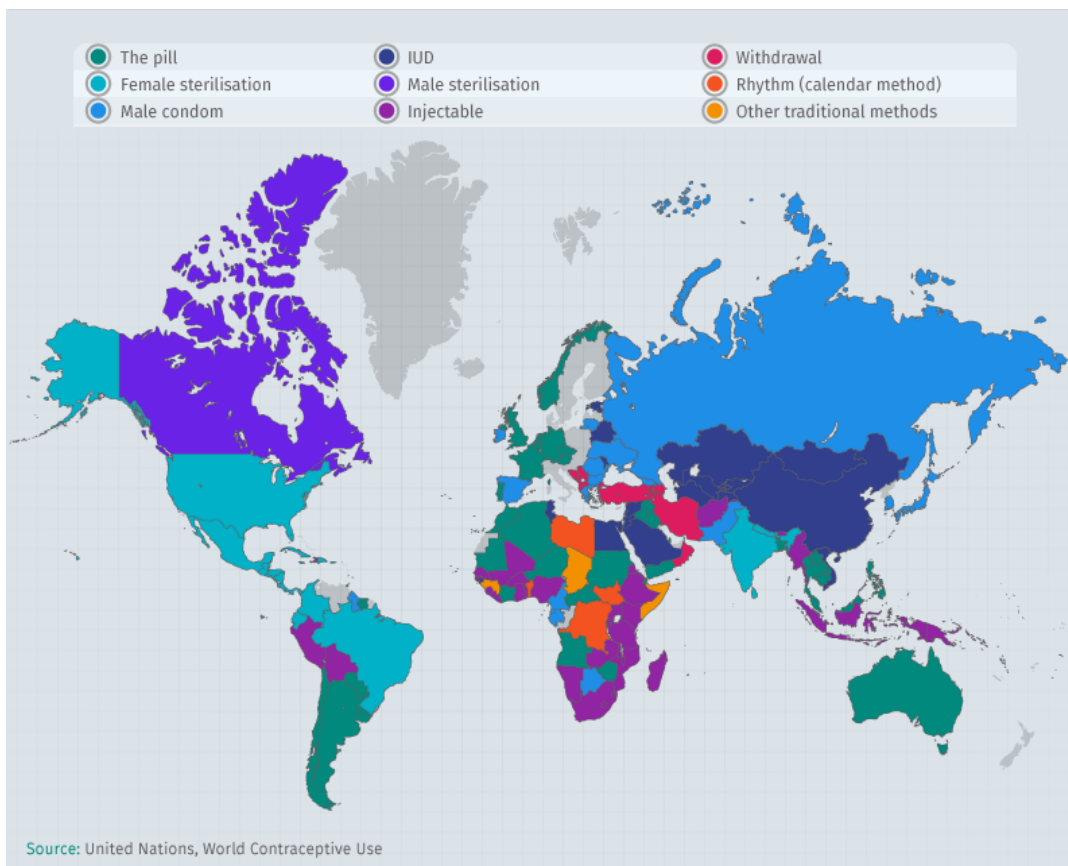 The pill
IUD
Withdrawal
Female sterilisation
Male sterilisation
Rhythm (calendar method)
Male condom
Injectable
Other traditional methods
Source: United Nations, World Contraceptive Use